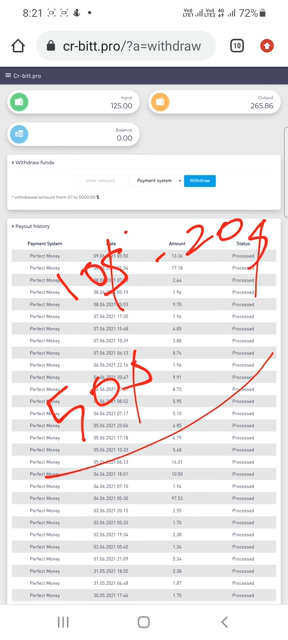 8:21 72%
cr-bitt.pro/?a=withdraw 10
Cr-bitt.pro
Input
125.00
Output
265.86
Balance
0.00
Withdraw funds
enter amount Payment system Withdraw
Payout history
Payment System Amount Status
Perfect Money 13.36 Processed
Perfect Money 17.18 Processed
Perfect Money 2.66 Processed
Perfect Money 1.94 Processed
Perfect Money 9.70 Processed
Perfect Money 07.06.2021 17:35 1.94 Processed
Perfect Money 07.06.2021 15:48 4.85 Processed
Perfect Money 07.06.2021 10:39 3.88 Processed
Perfect Money 07.06.2021 06:13 8.76 Processed
Perfect Money 06.06.2021 22:16 1.94 Processed
Perfect Money 9.91 Processed
Perfect Money 8.73 Processed
Perfect Money 08:52 5.95 Processed
Perfect Money 06.06.2021 07:17 5.10 Processed
Perfect Money 05.06.2021 23:06 4.85 Processed
Perfect Money 05.06.2021 17:18 4.79 Processed
Perfect Money 05.06.2021 10:33 5.48 Processed
Perfect Money 06:13 16.01 Processed
Perfect Money 04.06.2021 18:01 10.50 Processed
Perfect Money 04.06.2021 07:10 1.94 Processed
Perfect Money 04.06.2021 05:30 97.53 Processed
Perfect Money 03.06.2021 20:15 2.55 Processed
Perfect Money 03.06.2021 05:33 1.70 Processed
Perfect Money 02.06.2021 19:34 2.38 Processed
Perfect Money 02.06.2021 05:45 1.36 Processed
Perfect Money 01.06.2021 21:09 5.34 Processed
Perfect Money 31.05.2021 18:55 2.38 Processed
Perfect Money 31.05.2021 04:48 1.87 Processed
Perfect Money 30.05.2021 17:46 1.70 Processed
10$ - 20$